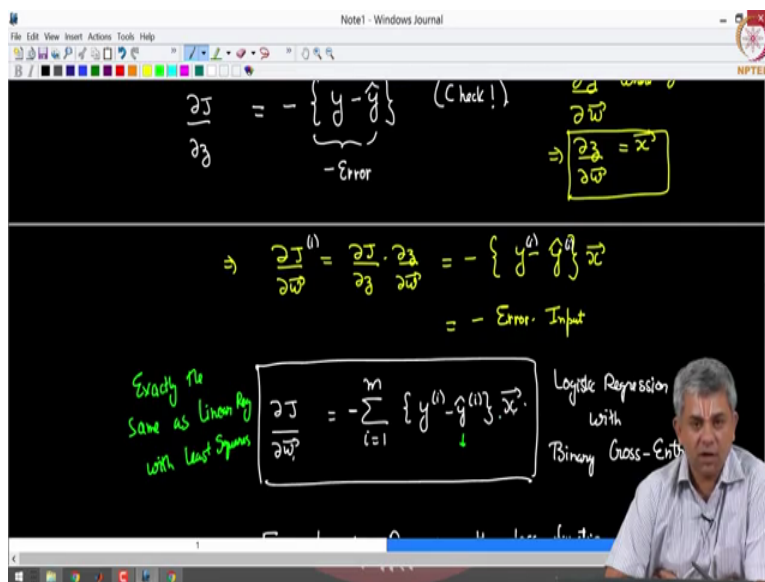 Note1 - Windows Journal
File Edit View Insert Actions Tools Help
NPTEL
∂J/∂z = - { y - ŷ } (Check!)
- Error
∂w⃗
⇒ ∂z/∂w⃗ = x⃗
⇒ ∂J/∂w⃗ ⁽ⁱ⁾ = ∂J/∂z · ∂z/∂w⃗ = - { y⁽ⁱ⁾ - ŷ⁽ⁱ⁾ } x⃗
= - Error · Input
Exactly the
Same as Linear Reg
with Least Squares
∂J/∂w⃗ = - Σ_{i=1}^{m} { y⁽ⁱ⁾ - ŷ⁽ⁱ⁾ } · x⃗ ·
Logistic Regression
with
Binary Cross-Ent
1